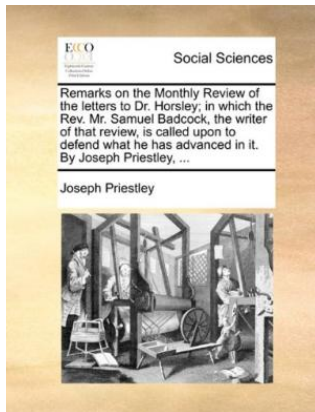 ECCO
Social Sciences
Remarks on the Monthly Review of
the letters to Dr. Horsley; in which the
Rev. Mr. Samuel Badcock, the writer
of that review, is called upon to
defend what he has advanced in it.
By Joseph Priestley, ...
Joseph Priestley